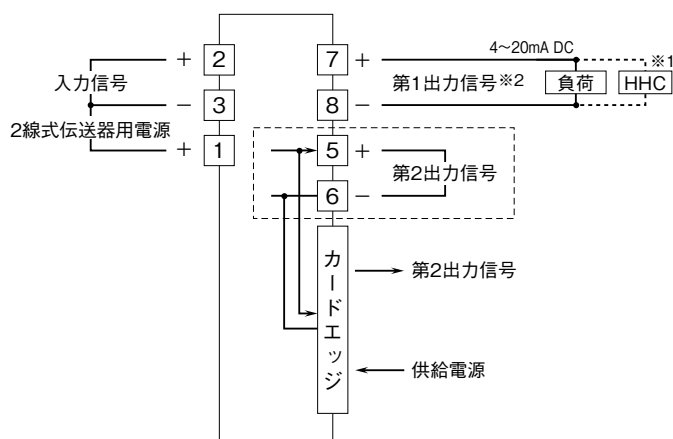 4～20mA DC
※1
+ 2
7 +
入力信号
第1出力信号※2
負荷
HHC
− 3
8 −
2線式伝送器用電源
+ 1
5 +
第2出力信号
6 −
カードエッジ
第2出力信号
供給電源